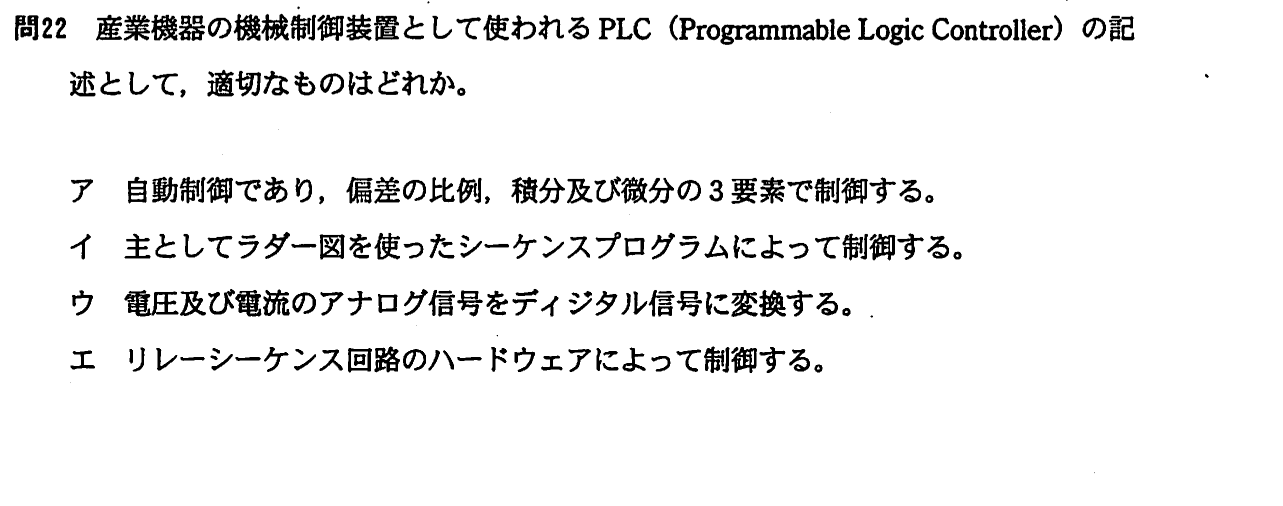 問22 産業機器の機械制御装置として使われる PLC（Programmable Logic Controller）の記
述として，適切なものはどれか。
ア 自動制御であり，偏差の比例，積分及び微分の3要素で制御する。
イ 主としてラダー図を使ったシーケンスプログラムによって制御する。
ウ 電圧及び電流のアナログ信号をディジタル信号に変換する。
エ リレーシーケンス回路のハードウェアによって制御する。